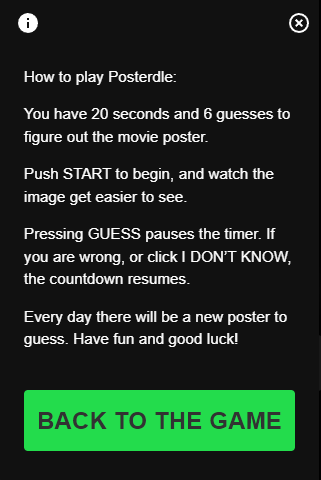 How to play Posterdle:
You have 20 seconds and 6 guesses to
figure out the movie poster.
Push START to begin, and watch the
image get easier to see.
Pressing GUESS pauses the timer. If
you are wrong, or click I DON'T KNOW,
the countdown resumes.
Every day there will be a new poster to
guess. Have fun and good luck!
BACK TO THE GAME